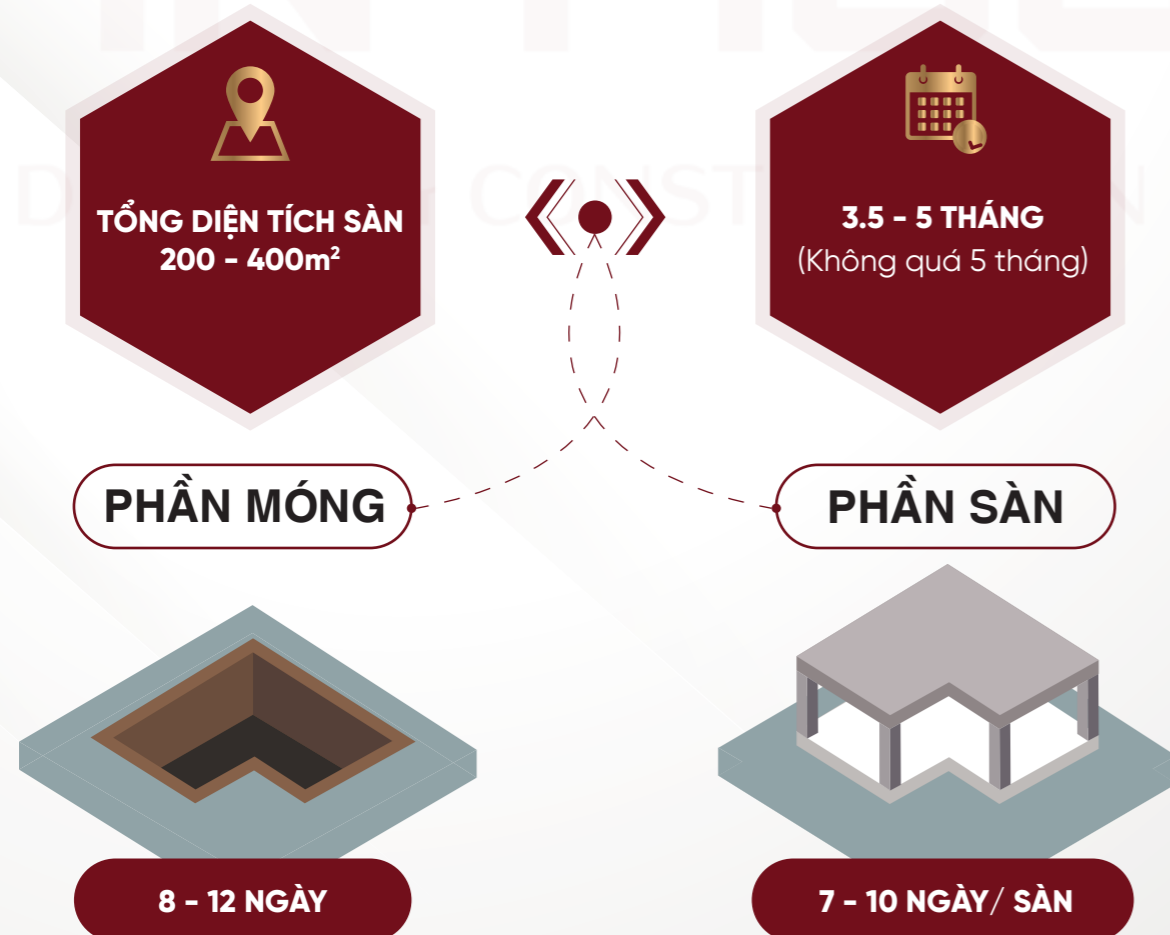 TỔNG DIỆN TÍCH SÀN
200 - 400m²
3.5 - 5 THÁNG
(Không quá 5 tháng)
PHẦN MÓNG
PHẦN SÀN
8 - 12 NGÀY
7 - 10 NGÀY/ SÀN